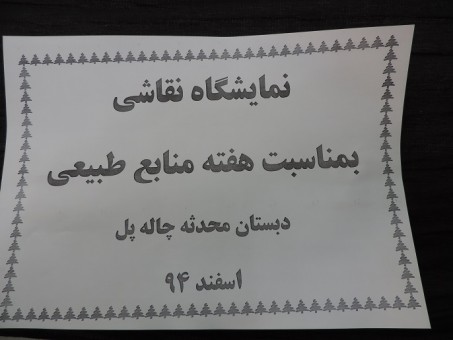 نمایشگاه نقاشی
بمناسبت هفته منابع طبیعی
دبستان محدثه چاله پل
اسفند ۹۴